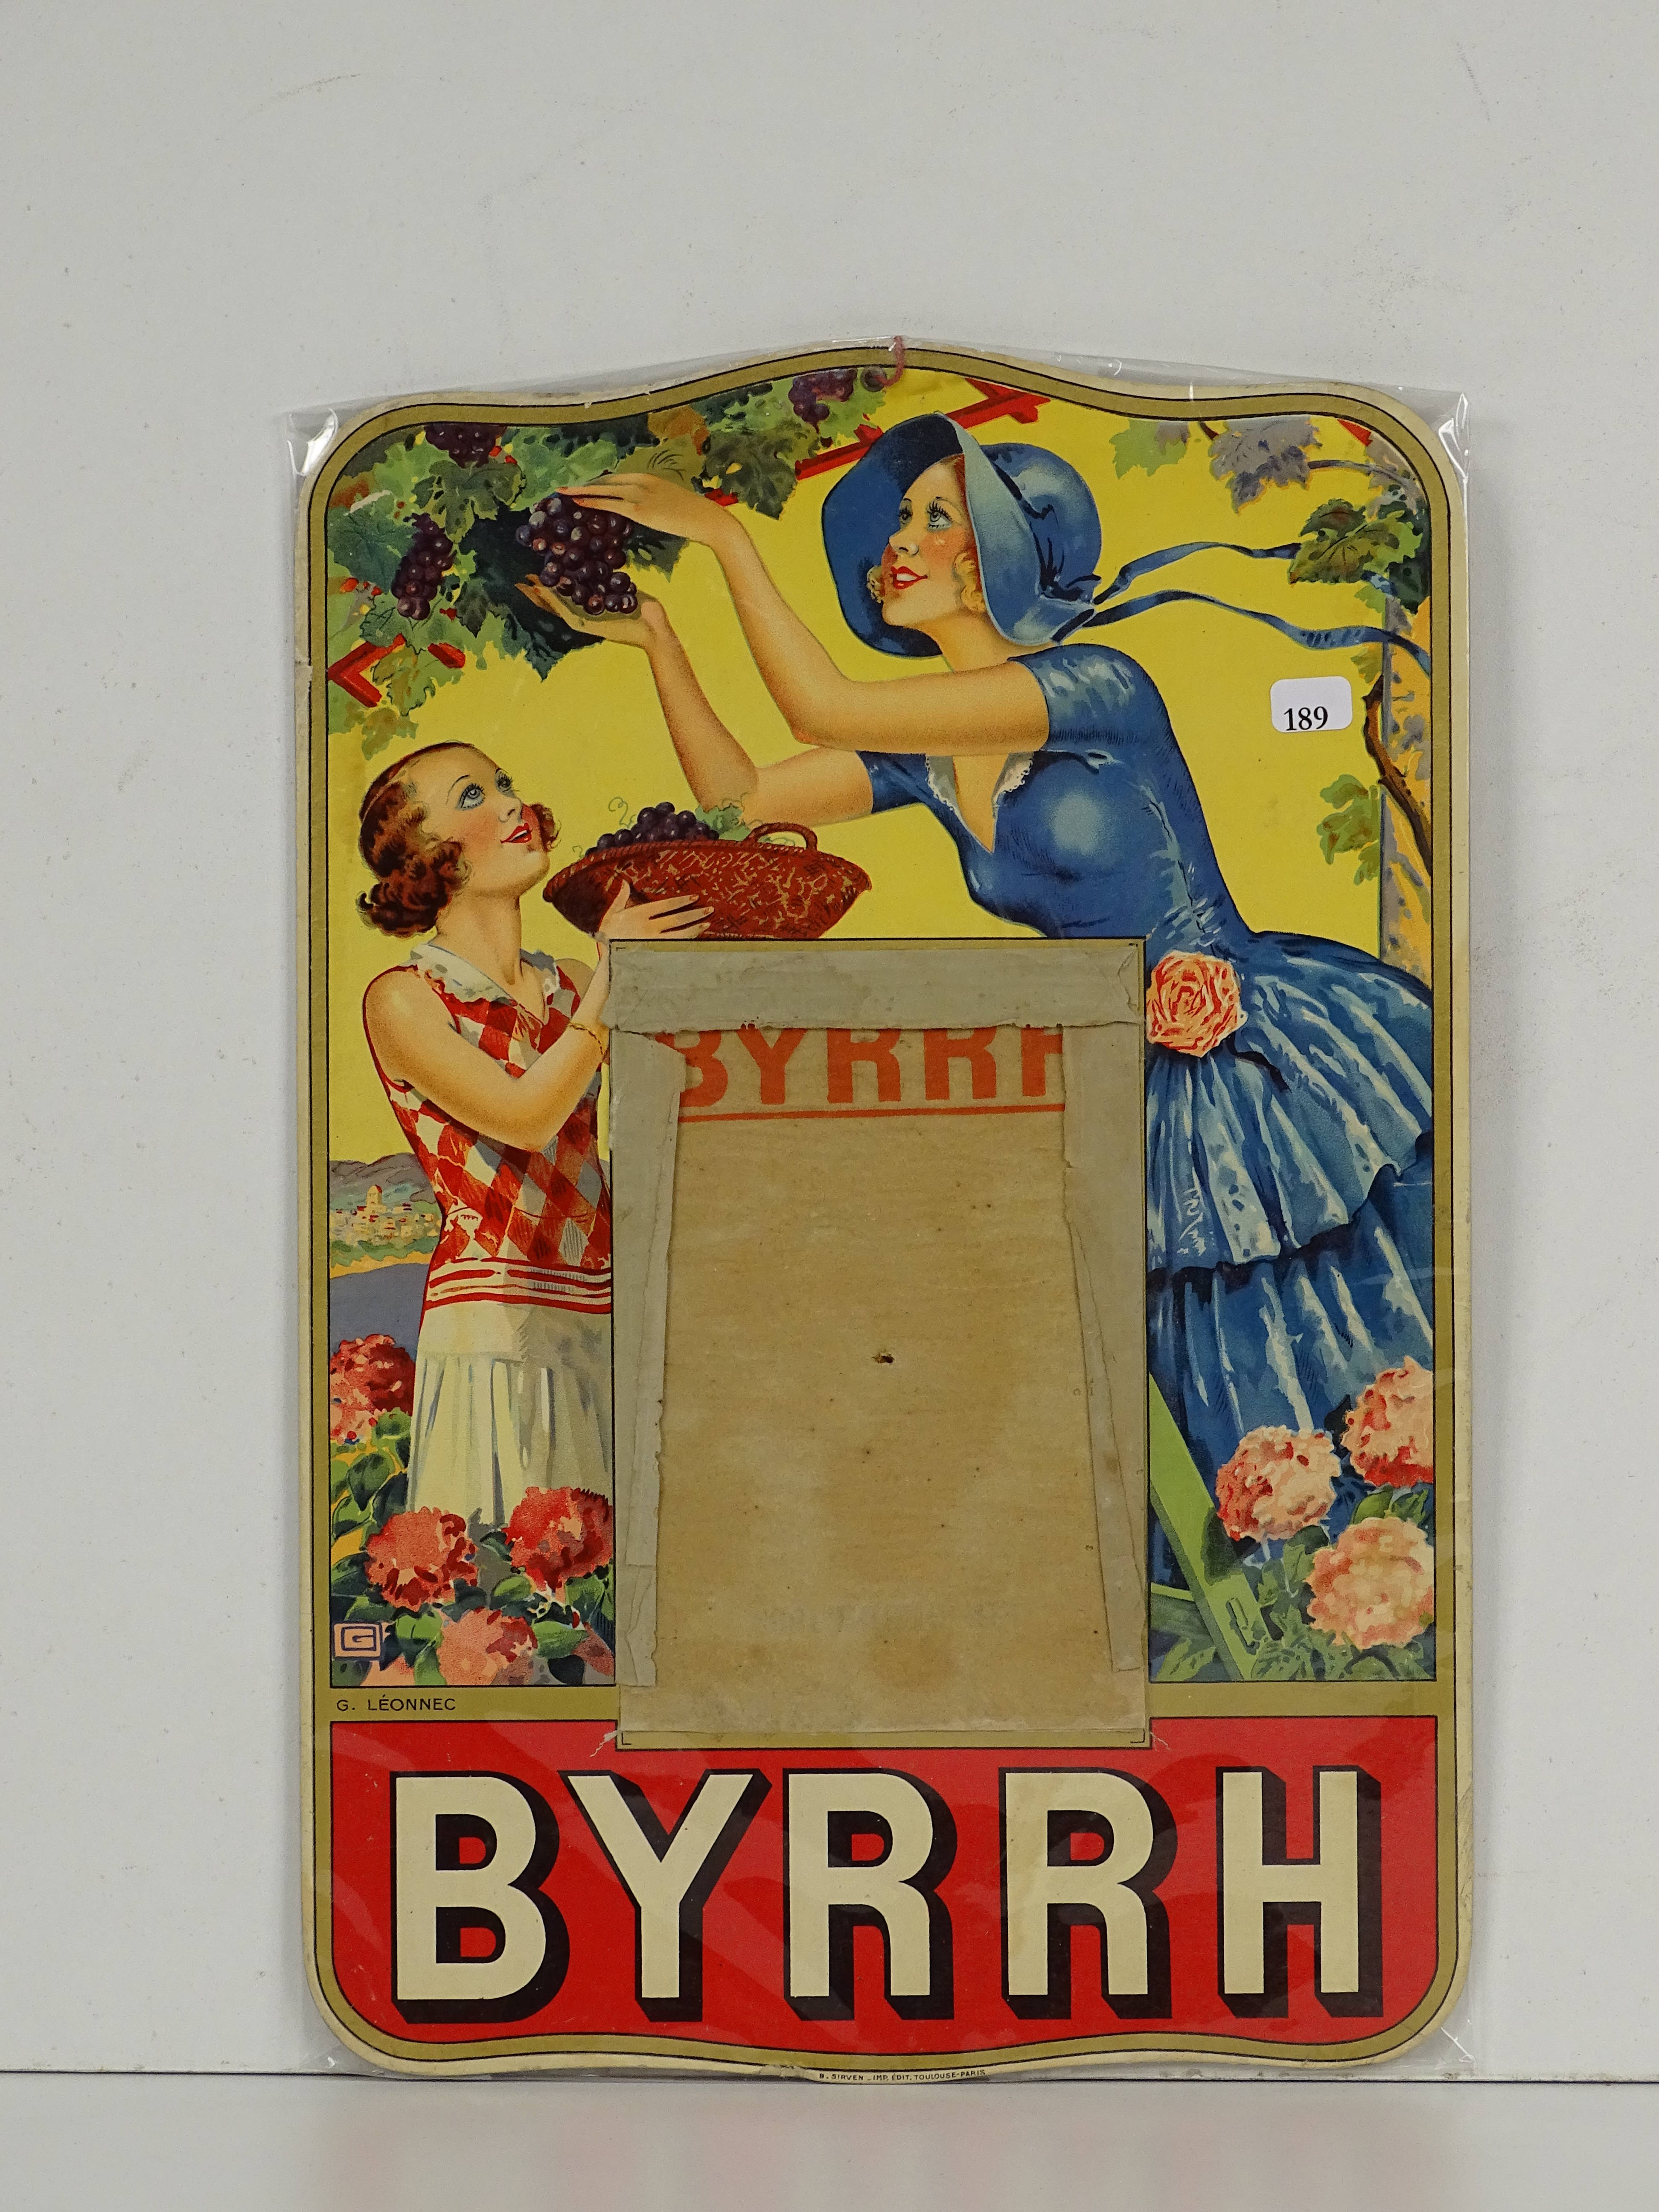 189
BYRRH
G
G. LÉONNEC
BYRRH
B. SIRVEN _ IMP. ÉDIT. TOULOUSE-PARIS